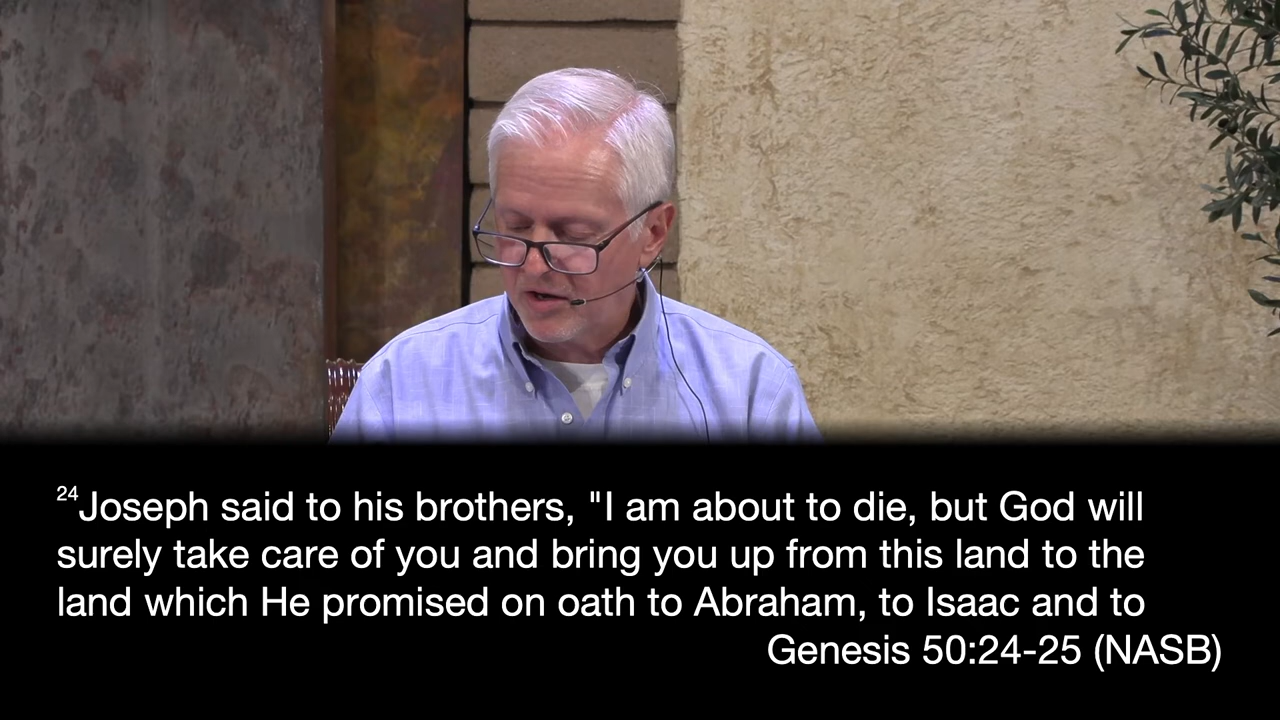 24Joseph said to his brothers, "I am about to die, but God will
surely take care of you and bring you up from this land to the
land which He promised on oath to Abraham, to Isaac and to
Genesis 50:24-25 (NASB)